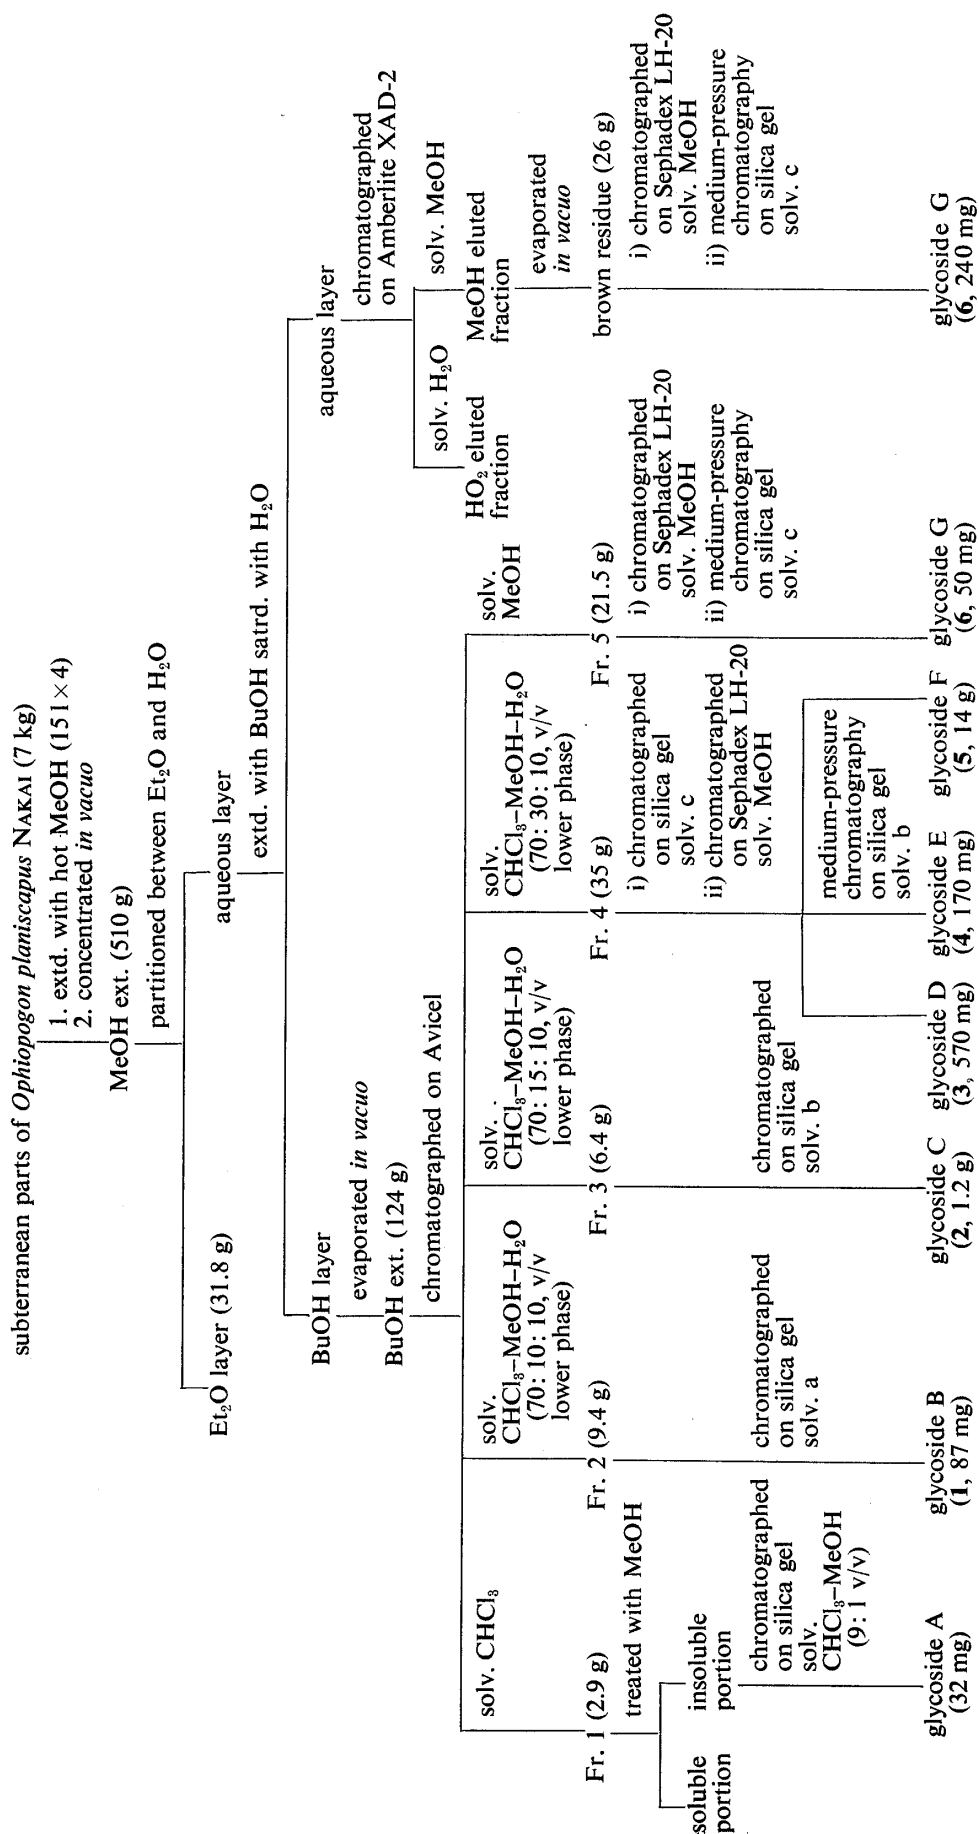 subterranean parts of Ophiopogon planiscapus NAKAI (7 kg)
1. extd. with hot MeOH (15 l×4)
2. concentrated in vacuo
MeOH ext. (510 g)
partitioned between Et₂O and H₂O
Et₂O layer (31.8 g)
aqueous layer
extd. with BuOH satrd. with H₂O
BuOH layer
evaporated in vacuo
BuOH ext. (124 g)
chromatographed on Avicel
aqueous layer
chromatographed
on Amberlite XAD-2
solv. CHCl₃
Fr. 1 (2.9 g)
treated with MeOH
soluble
portion
insoluble
portion
chromatographed
on silica gel
solv.
CHCl₃–MeOH
(9: 1 v/v)
glycoside A
(32 mg)
solv.
CHCl₃–MeOH–H₂O
(70: 10: 10, v/v
lower phase)
Fr. 2 (9.4 g)
chromatographed
on silica gel
solv. a
glycoside B
(1, 87 mg)
solv.
CHCl₃–MeOH–H₂O
(70: 15: 10, v/v
lower phase)
Fr. 3 (6.4 g)
chromatographed
on silica gel
solv. b
glycoside C
(2, 1.2 g)
solv.
CHCl₃–MeOH–H₂O
(70: 30: 10, v/v
lower phase)
Fr. 4 (35 g)
i) chromatographed
on silica gel
solv. c
ii) chromatographed
on Sephadex LH-20
solv. MeOH
medium-pressure
chromatography
on silica gel
solv. b
glycoside D
(3, 570 mg)
glycoside E
(4, 170 mg)
glycoside F
(5, 14 g)
solv.
MeOH
Fr. 5 (21.5 g)
i) chromatographed
on Sephadex LH-20
solv. MeOH
ii) medium-pressure
chromatography
on silica gel
solv. c
glycoside G
(6, 50 mg)
solv. H₂O
HO₂ eluted
fraction
solv. MeOH
MeOH eluted
fraction
evaporated
in vacuo
brown residue (26 g)
i) chromatographed
on Sephadex LH-20
solv. MeOH
ii) medium-pressure
chromatography
on silica gel
solv. c
glycoside G
(6, 240 mg)